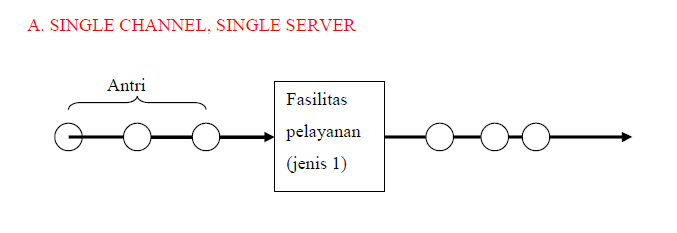 A. SINGLE CHANNEL, SINGLE SERVER
Antri
Fasilitas
pelayanan
(jenis 1)